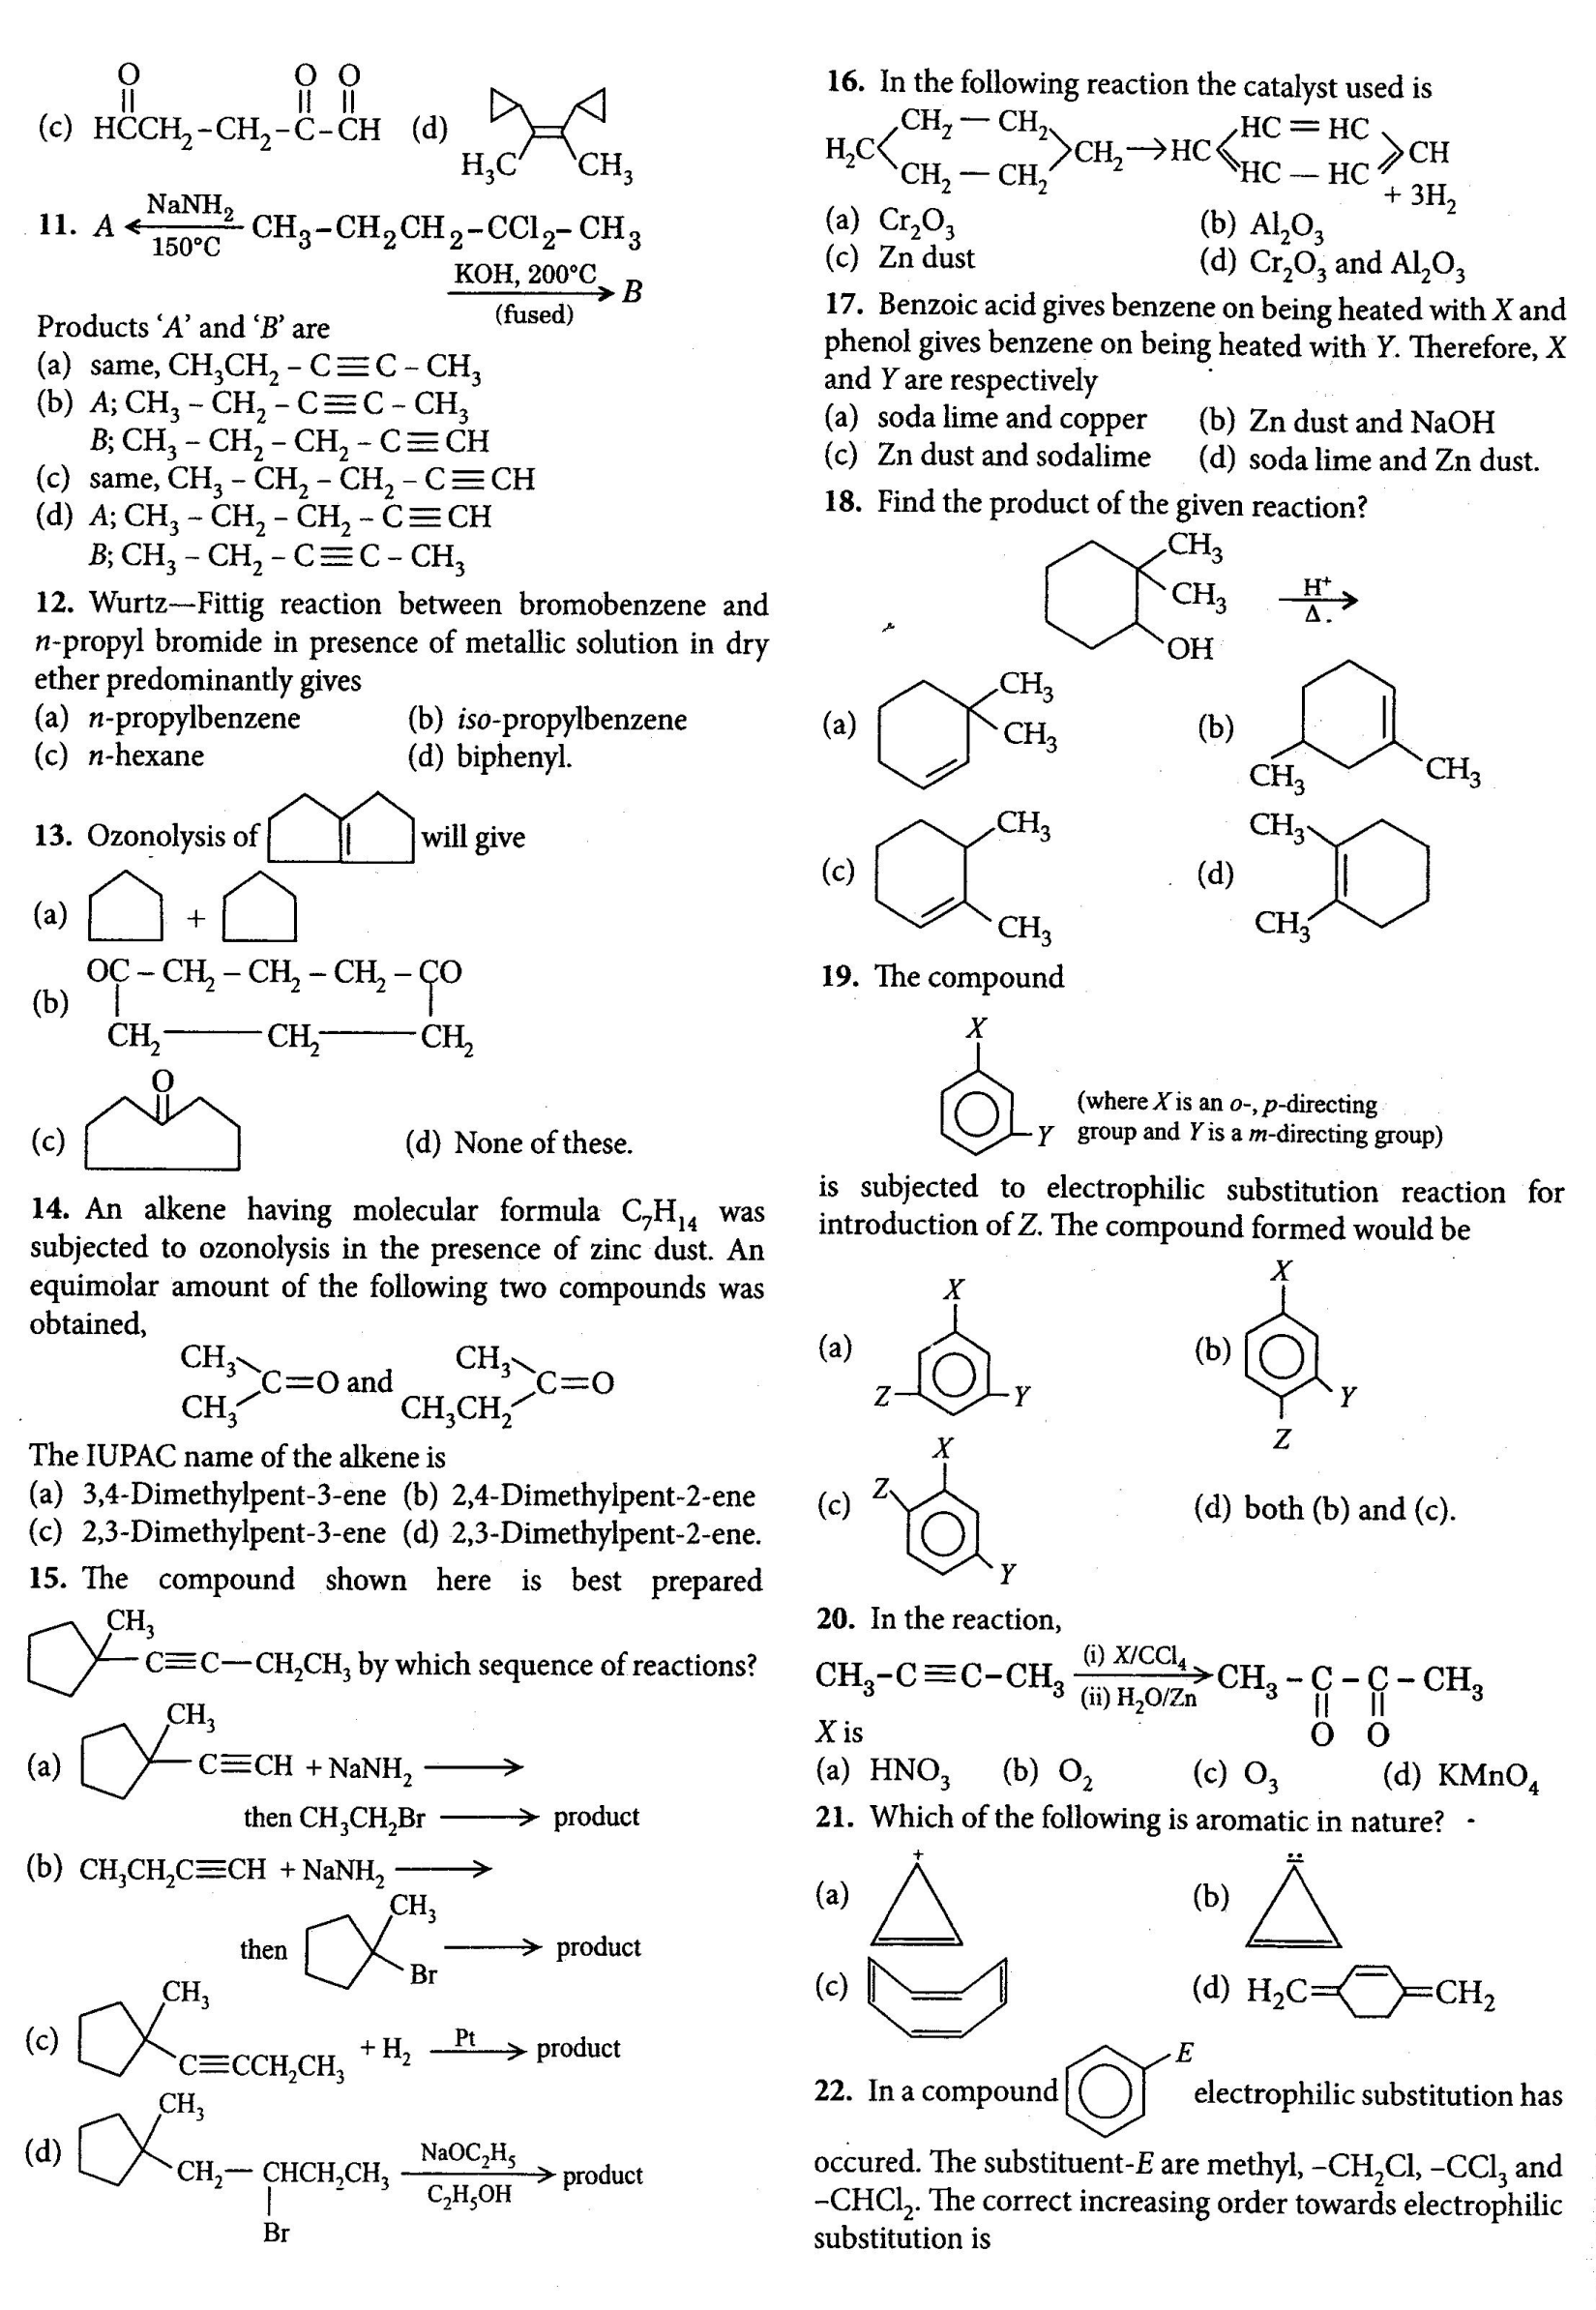 (c) HCCH₂-CH₂-C-CH (d)
O
O O
H₃C CH₃
11. A ← NaNH₂ 150°C CH₃-CH₂CH₂-CCl₂-CH₃
KOH, 200°C (fused) → B
Products 'A' and 'B' are
(a) same, CH₃CH₂ – C≡C – CH₃
(b) A; CH₃ – CH₂ – C≡C – CH₃
B; CH₃ – CH₂ – CH₂ – C≡CH
(c) same, CH₃ – CH₂ – CH₂ – C≡CH
(d) A; CH₃ – CH₂ – CH₂ – C≡CH
B; CH₃ – CH₂ – C≡C – CH₃
12. Wurtz—Fittig reaction between bromobenzene and
n-propyl bromide in presence of metallic solution in dry
ether predominantly gives
(a) n-propylbenzene (b) iso-propylbenzene
(c) n-hexane (d) biphenyl.
13. Ozonolysis of will give
(a) +
(b) OC – CH₂ – CH₂ – CH₂ – CO
CH₂ — CH₂ — CH₂
O
(c) (d) None of these.
14. An alkene having molecular formula C₇H₁₄ was
subjected to ozonolysis in the presence of zinc dust. An
equimolar amount of the following two compounds was
obtained,
CH₃ CH₃
C=O and C=O
CH₃ CH₃CH₂
The IUPAC name of the alkene is
(a) 3,4-Dimethylpent-3-ene (b) 2,4-Dimethylpent-2-ene
(c) 2,3-Dimethylpent-3-ene (d) 2,3-Dimethylpent-2-ene.
15. The compound shown here is best prepared
CH₃
C≡C—CH₂CH₃ by which sequence of reactions?
CH₃
(a) C≡CH + NaNH₂ →
then CH₃CH₂Br → product
(b) CH₃CH₂C≡CH + NaNH₂ →
CH₃
then → product
Br
CH₃
(c) + H₂ Pt → product
C≡CCH₂CH₃
CH₃
(d) CH₂— CHCH₂CH₃ NaOC₂H₅ C₂H₅OH → product
Br
16. In the following reaction the catalyst used is
CH₂ — CH₂ HC = HC
H₂C CH₂ → HC CH
CH₂ — CH₂ HC — HC
+ 3H₂
(a) Cr₂O₃ (b) Al₂O₃
(c) Zn dust (d) Cr₂O₃ and Al₂O₃
17. Benzoic acid gives benzene on being heated with X and
phenol gives benzene on being heated with Y. Therefore, X
and Y are respectively
(a) soda lime and copper (b) Zn dust and NaOH
(c) Zn dust and sodalime (d) soda lime and Zn dust.
18. Find the product of the given reaction?
CH₃
CH₃ H⁺ Δ. →
OH
CH₃
(a) CH₃ (b)
CH₃ CH₃
CH₃ CH₃
(c) (d)
CH₃ CH₃
19. The compound
X
(where X is an o-, p-directing
Y group and Y is a m-directing group)
is subjected to electrophilic substitution reaction for
introduction of Z. The compound formed would be
X X
(a) (b)
Z Y Y
Z
X
(c) Z (d) both (b) and (c).
Y
20. In the reaction,
CH₃-C≡C-CH₃ (i) X/CCl₄ (ii) H₂O/Zn → CH₃ – C – C – CH₃
O O
X is
(a) HNO₃ (b) O₂ (c) O₃ (d) KMnO₄
21. Which of the following is aromatic in nature?
(a) + (b) ..
(c) (d) H₂C= =CH₂
E
22. In a compound electrophilic substitution has
occured. The substituent-E are methyl, –CH₂Cl, –CCl₃ and
–CHCl₂. The correct increasing order towards electrophilic
substitution is